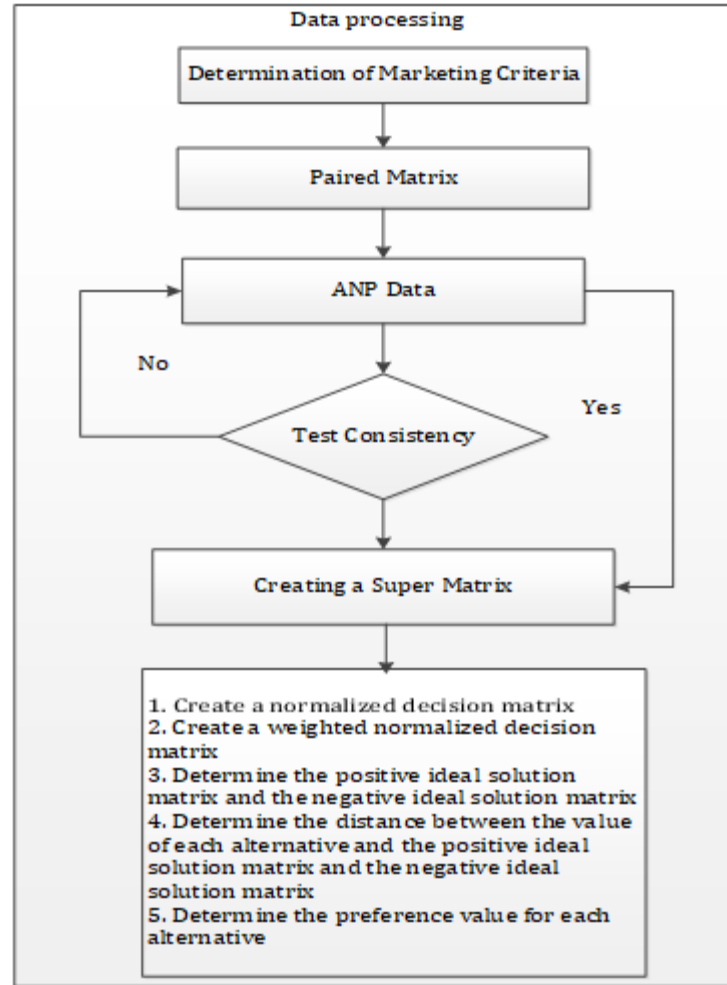 Data processing
Determination of Marketing Criteria
Paired Matrix
ANP Data
No
Yes
Test Consistency
Creating a Super Matrix
1. Create a normalized decision matrix
2. Create a weighted normalized decision
matrix
3. Determine the positive ideal solution
matrix and the negative ideal solution matrix
4. Determine the distance between the value
of each alternative and the positive ideal
solution matrix and the negative ideal
solution matrix
5. Determine the preference value for each
alternative